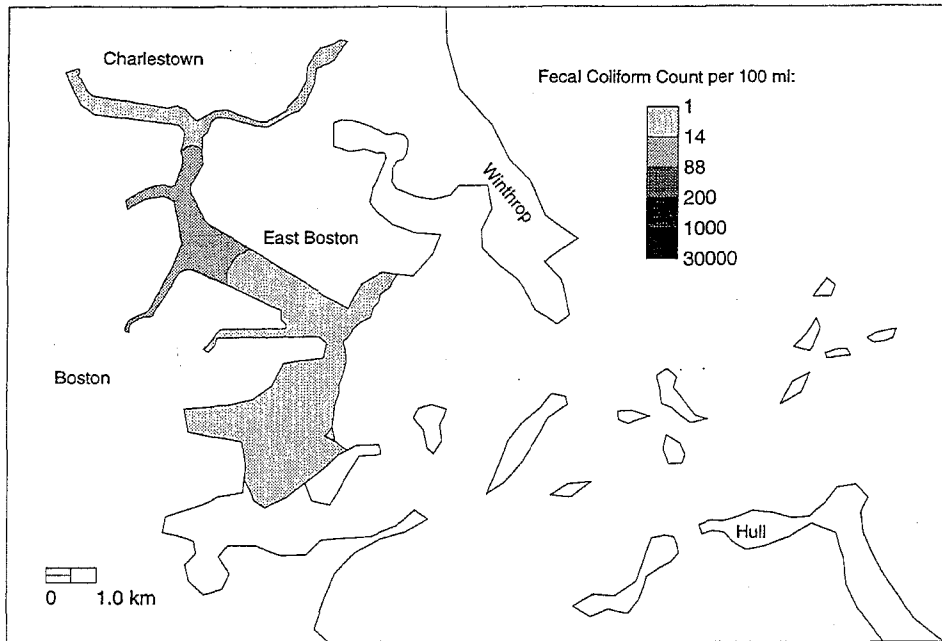 Charlestown
Fecal Coliform Count per 100 ml:
1
14
88
200
1000
30000
Winthrop
East Boston
Boston
Hull
0 1.0 km